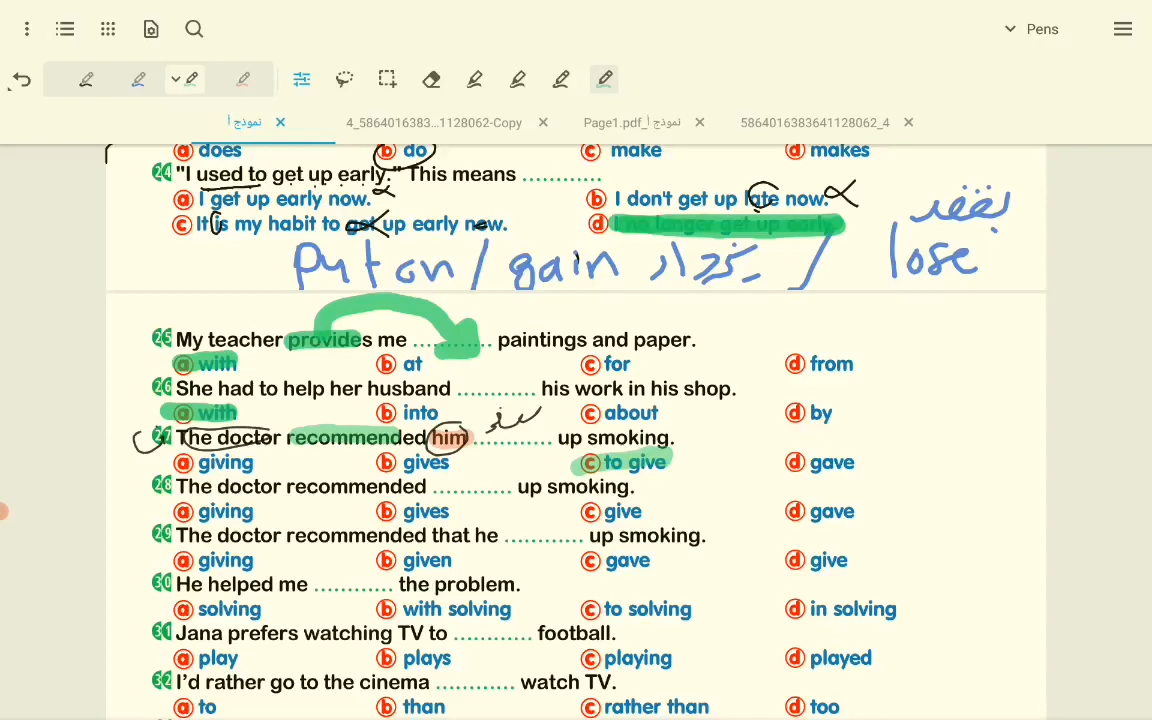 Pens
نموذج أ
4_5864016383...1128062-Copy
Page1.pdf_نموذج أ
5864016383641128062_4
a does b do c make d makes
24 "I used to get up early." This means ............
a I get up early now. b I don't get up late now.
c It is my habit to get up early now. d I no longer get up early.
يفقد
put on / gain يزداد / lose
25 My teacher provides me ............ paintings and paper.
a with b at c for d from
26 She had to help her husband ............ his work in his shop.
a with b into c about d by
27 The doctor recommended him ............ up smoking.
a giving b gives c to give d gave
28 The doctor recommended ............ up smoking.
a giving b gives c give d gave
29 The doctor recommended that he ............ up smoking.
a giving b given c gave d give
30 He helped me ............ the problem.
a solving b with solving c to solving d in solving
31 Jana prefers watching TV to ............ football.
a play b plays c playing d played
32 I'd rather go to the cinema ............ watch TV.
a to b than c rather than d too